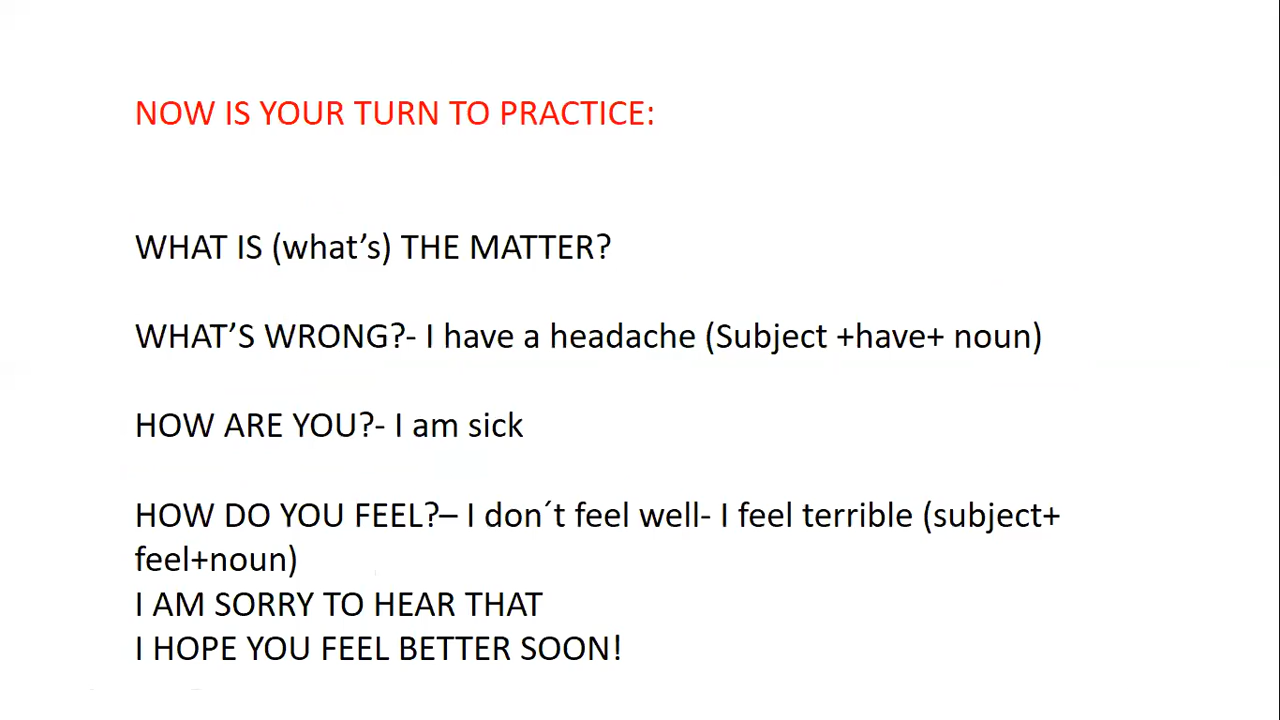 NOW IS YOUR TURN TO PRACTICE:
WHAT IS (what’s) THE MATTER?
WHAT’S WRONG?- I have a headache (Subject +have+ noun)
HOW ARE YOU?- I am sick
HOW DO YOU FEEL?– I don´t feel well- I feel terrible (subject+
feel+noun)
I AM SORRY TO HEAR THAT
I HOPE YOU FEEL BETTER SOON!